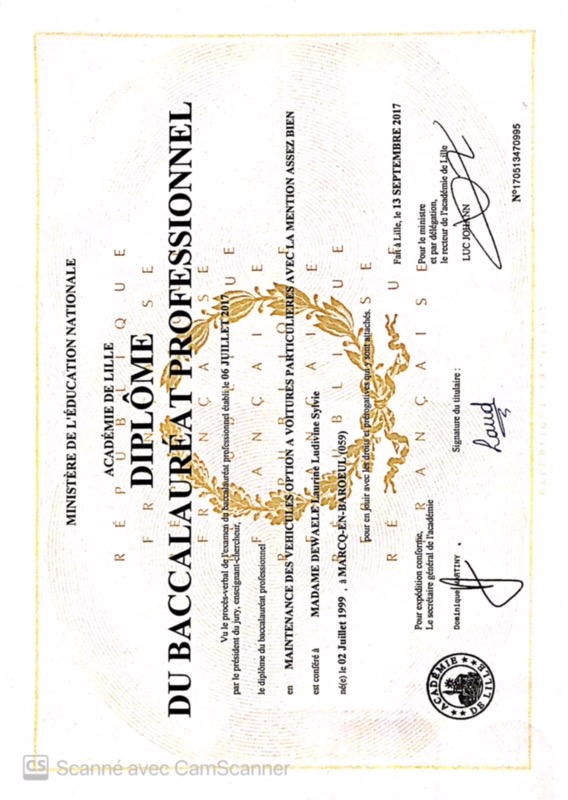 MINISTÈRE DE L'ÉDUCATION NATIONALE
ACADÉMIE DE LILLE
DIPLÔME
DU BACCALAURÉAT PROFESSIONNEL
Vu le procès-verbal de l'examen du baccalauréat professionnel établi le 06 JUILLET 2017
par le président du jury, enseignant-chercheur,
le diplôme du baccalauréat professionnel
en MAINTENANCE DES VEHICULES OPTION A VOITURES PARTICULIERES AVEC LA MENTION ASSEZ BIEN
est conféré à MADAME DEWAELE Laurine Ludivine Sylvie
né(e) le 02 Juillet 1999 , à MARCQ-EN-BAROEUL (059)
pour en jouir avec les droits et prérogatives qui y sont attachés.
Fait à Lille, le 13 SEPTEMBRE 2017
Pour expédition conforme,
Le secrétaire général de l'académie
Dominique MARTINY .
Signature du titulaire :
Pour le ministre
et par délégation,
le recteur de l'académie de Lille
LUC JOHANN
N°170513470995
ACADÉMIE DE LILLE
RÉPUBLIQUE
FRANÇAISE
CS Scanné avec CamScanner